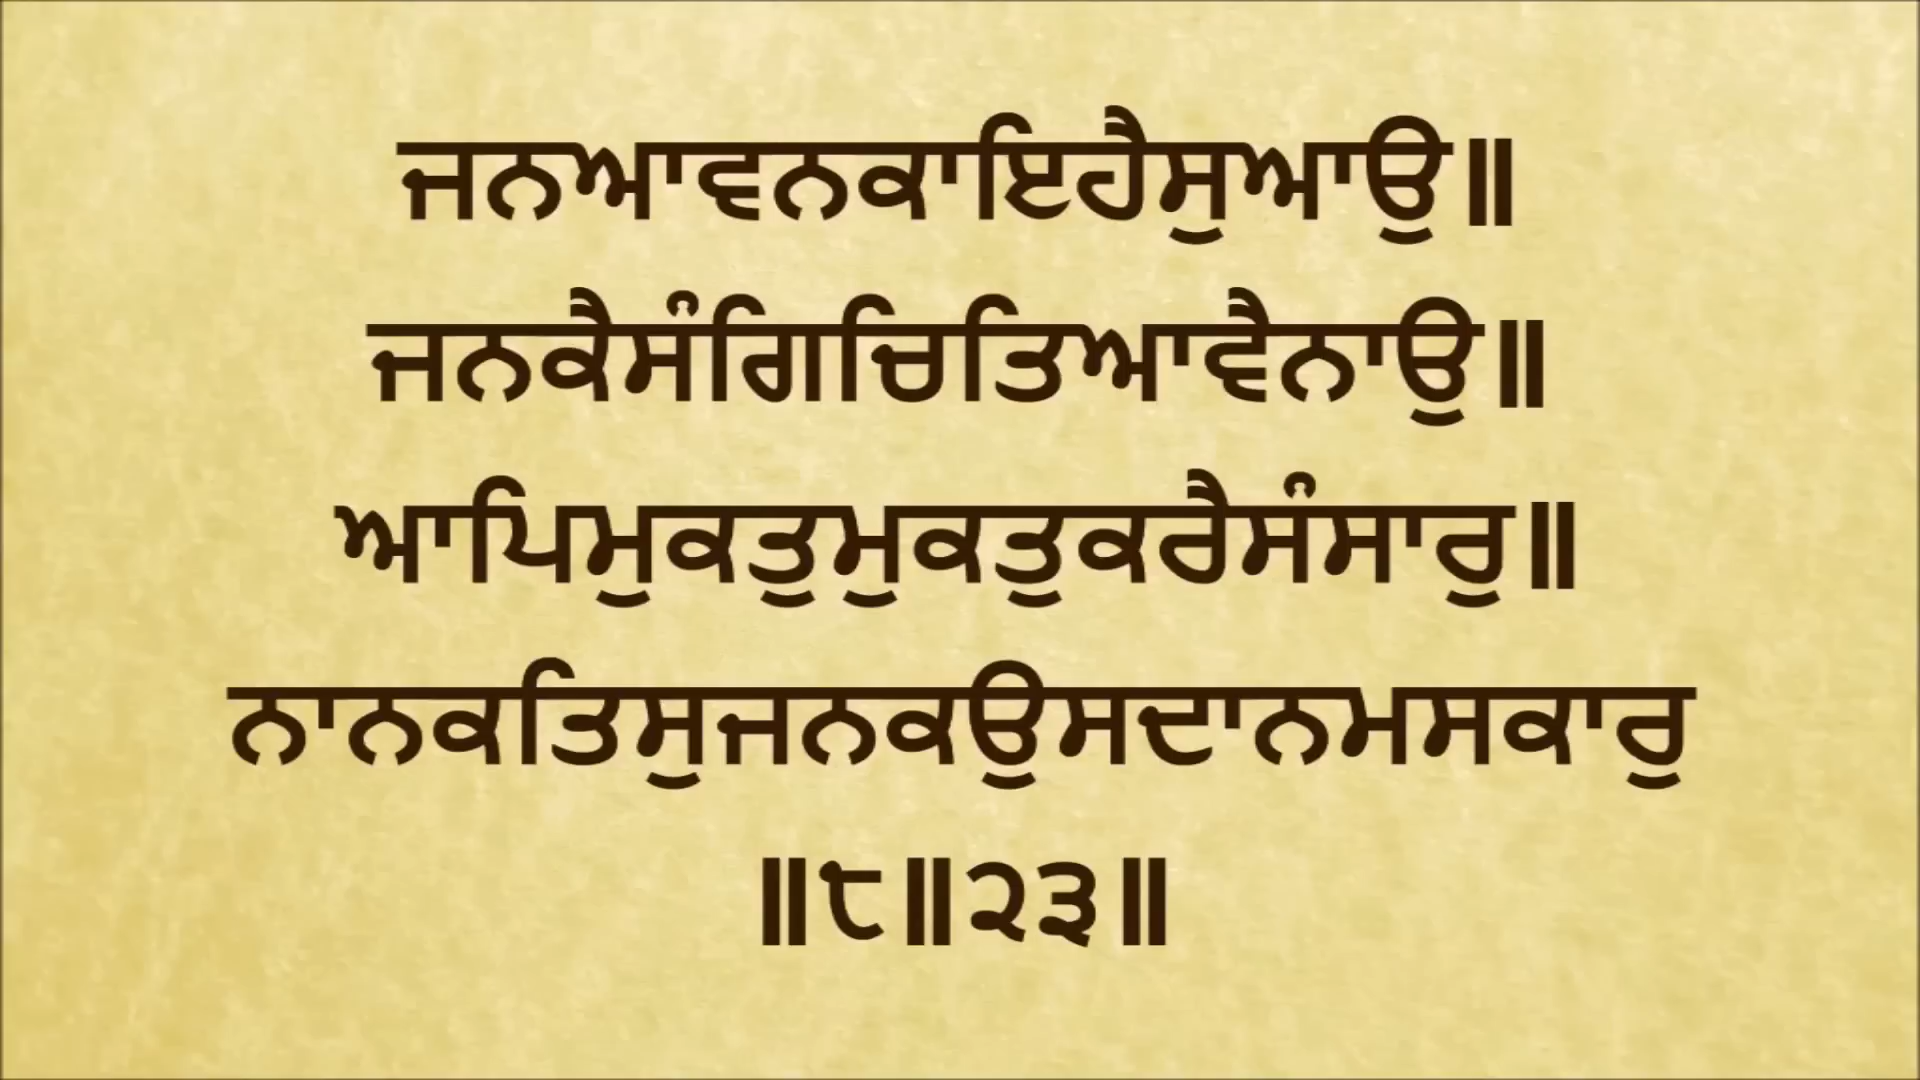 ਜਨਆਵਨਕਾਇਹੈਸੁਆਉ॥
ਜਨਕੈਸੰਗਿਚਿਤਿਆਵੈਨਾਉ॥
ਆਪਿਮੁਕਤੁਮੁਕਤੁਕਰੈਸੰਸਾਰੁ॥
ਨਾਨਕਤਿਸੁਜਨਕਉਸਦਾਨਮਸਕਾਰੁ
॥੮॥੨੩॥